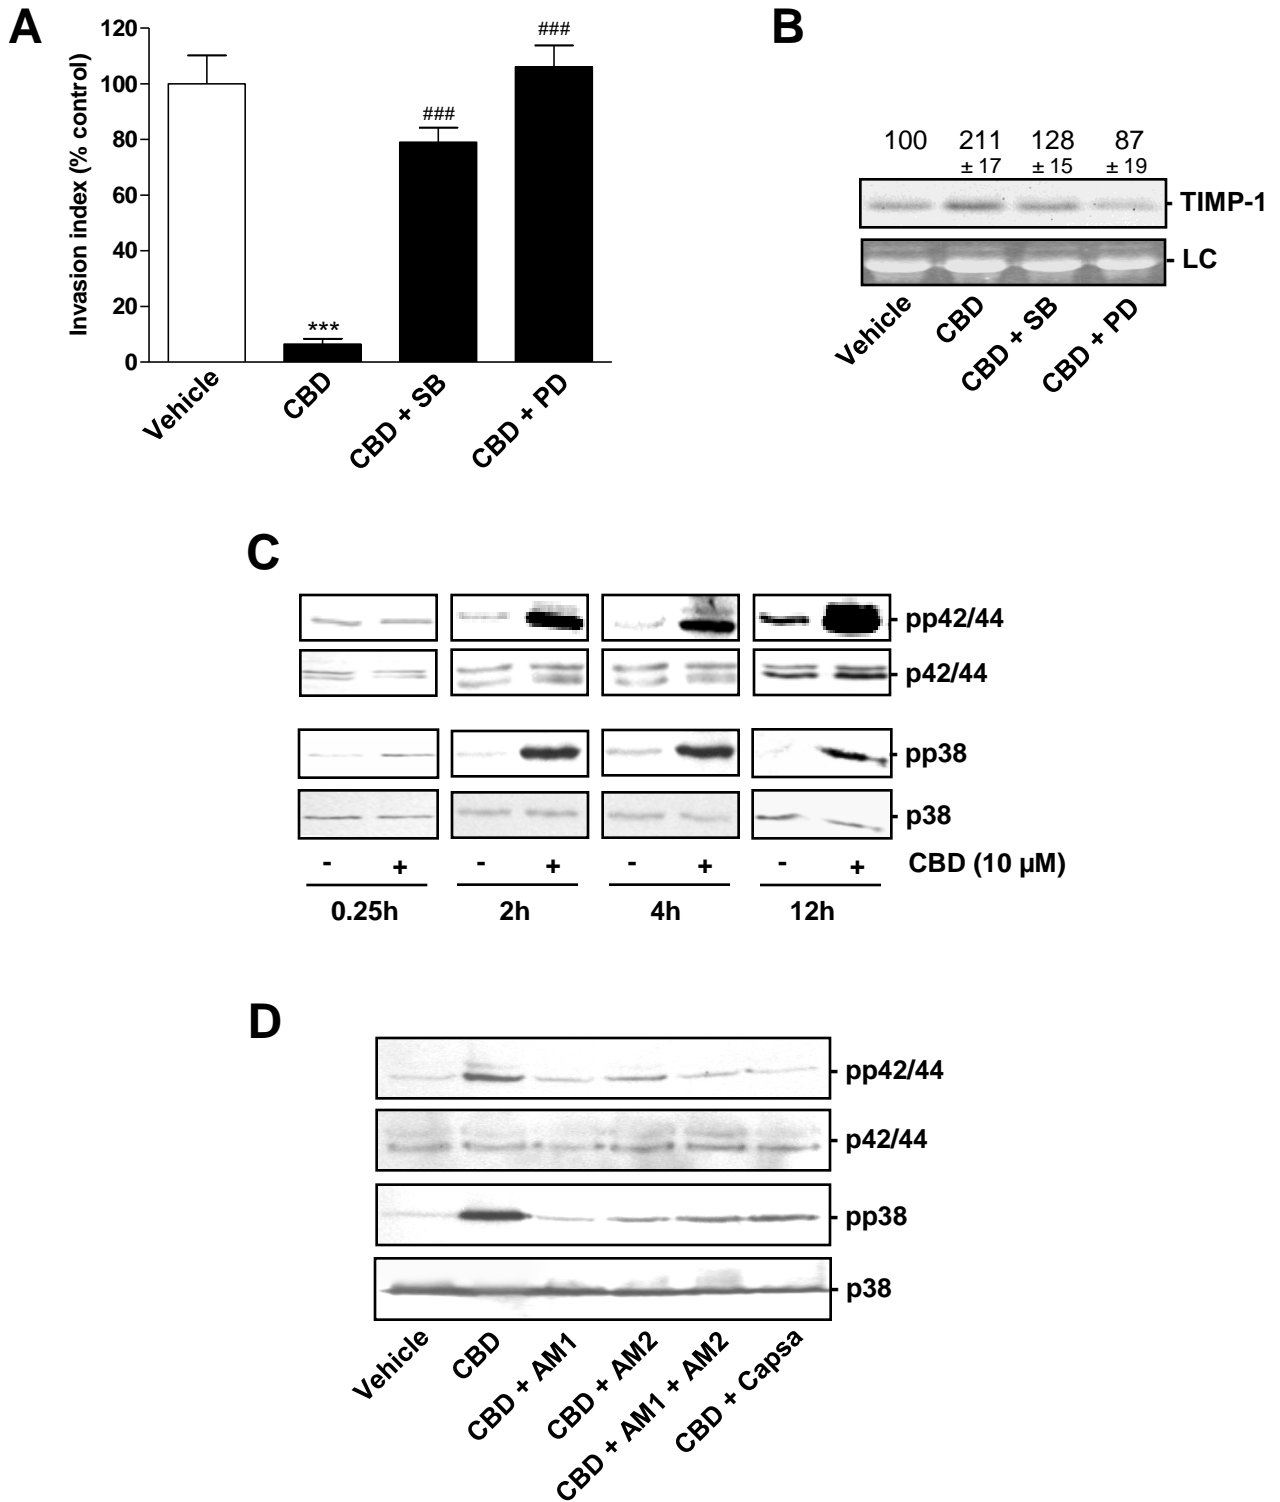 A
120
100
80
60
40
20
0
Invasion index (% control)
***
###
###
Vehicle
CBD
CBD + SB
CBD + PD
B
100 211 128 87
± 17 ± 15 ± 19
TIMP-1
LC
Vehicle
CBD
CBD + SB
CBD + PD
C
pp42/44
p42/44
pp38
p38
- + - + - + - + CBD (10 µM)
0.25h 2h 4h 12h
D
pp42/44
p42/44
pp38
p38
Vehicle
CBD
CBD + AM1
CBD + AM2
CBD + AM1 + AM2
CBD + Capsa